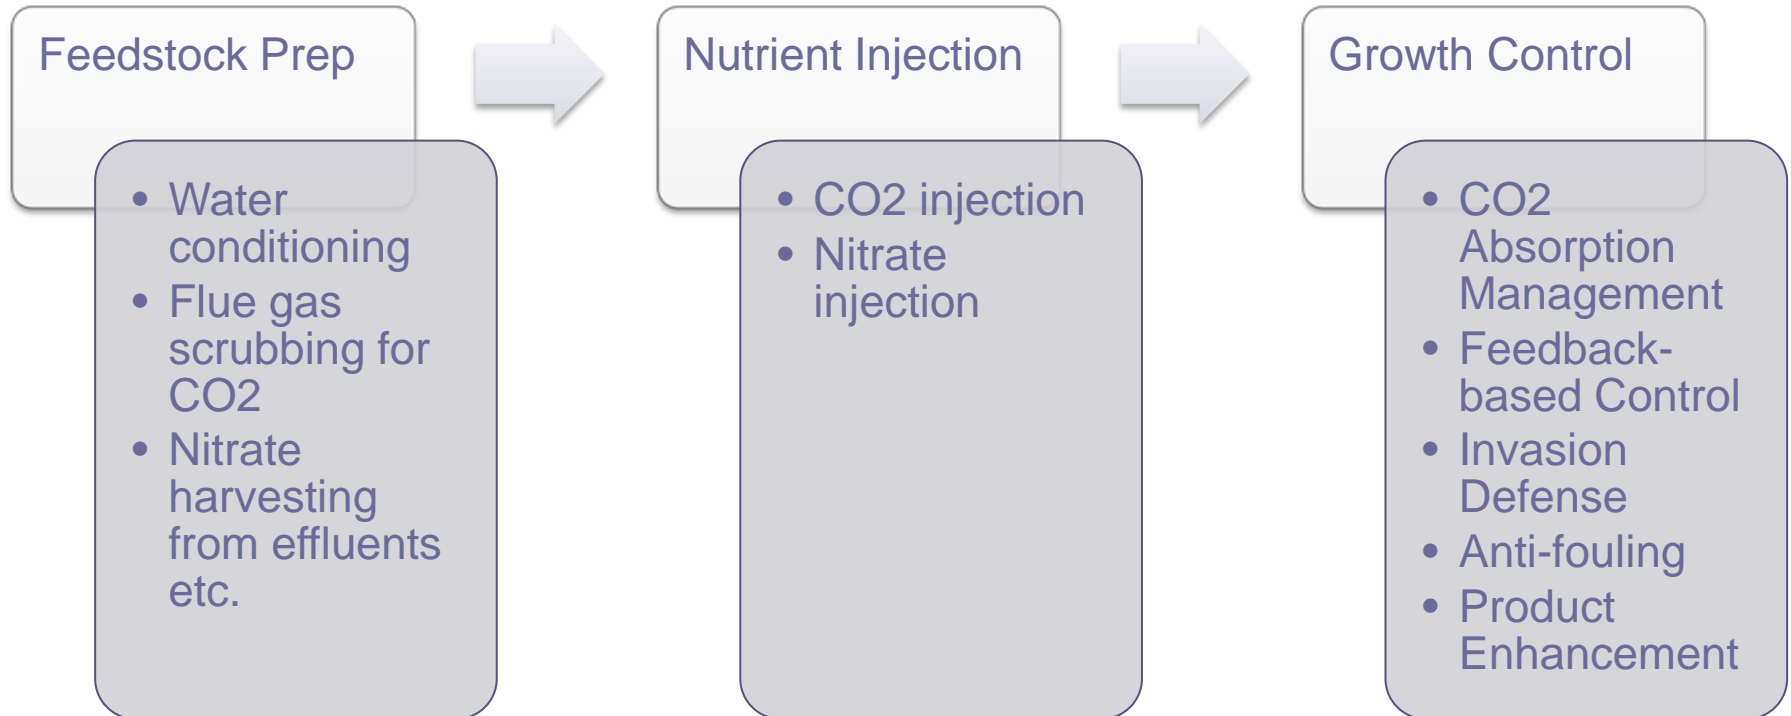 Feedstock Prep
• Water
conditioning
• Flue gas
scrubbing for
CO2
• Nitrate
harvesting
from effluents
etc.
Nutrient Injection
• CO2 injection
• Nitrate
injection
Growth Control
• CO2
Absorption
Management
• Feedback-
based Control
• Invasion
Defense
• Anti-fouling
• Product
Enhancement